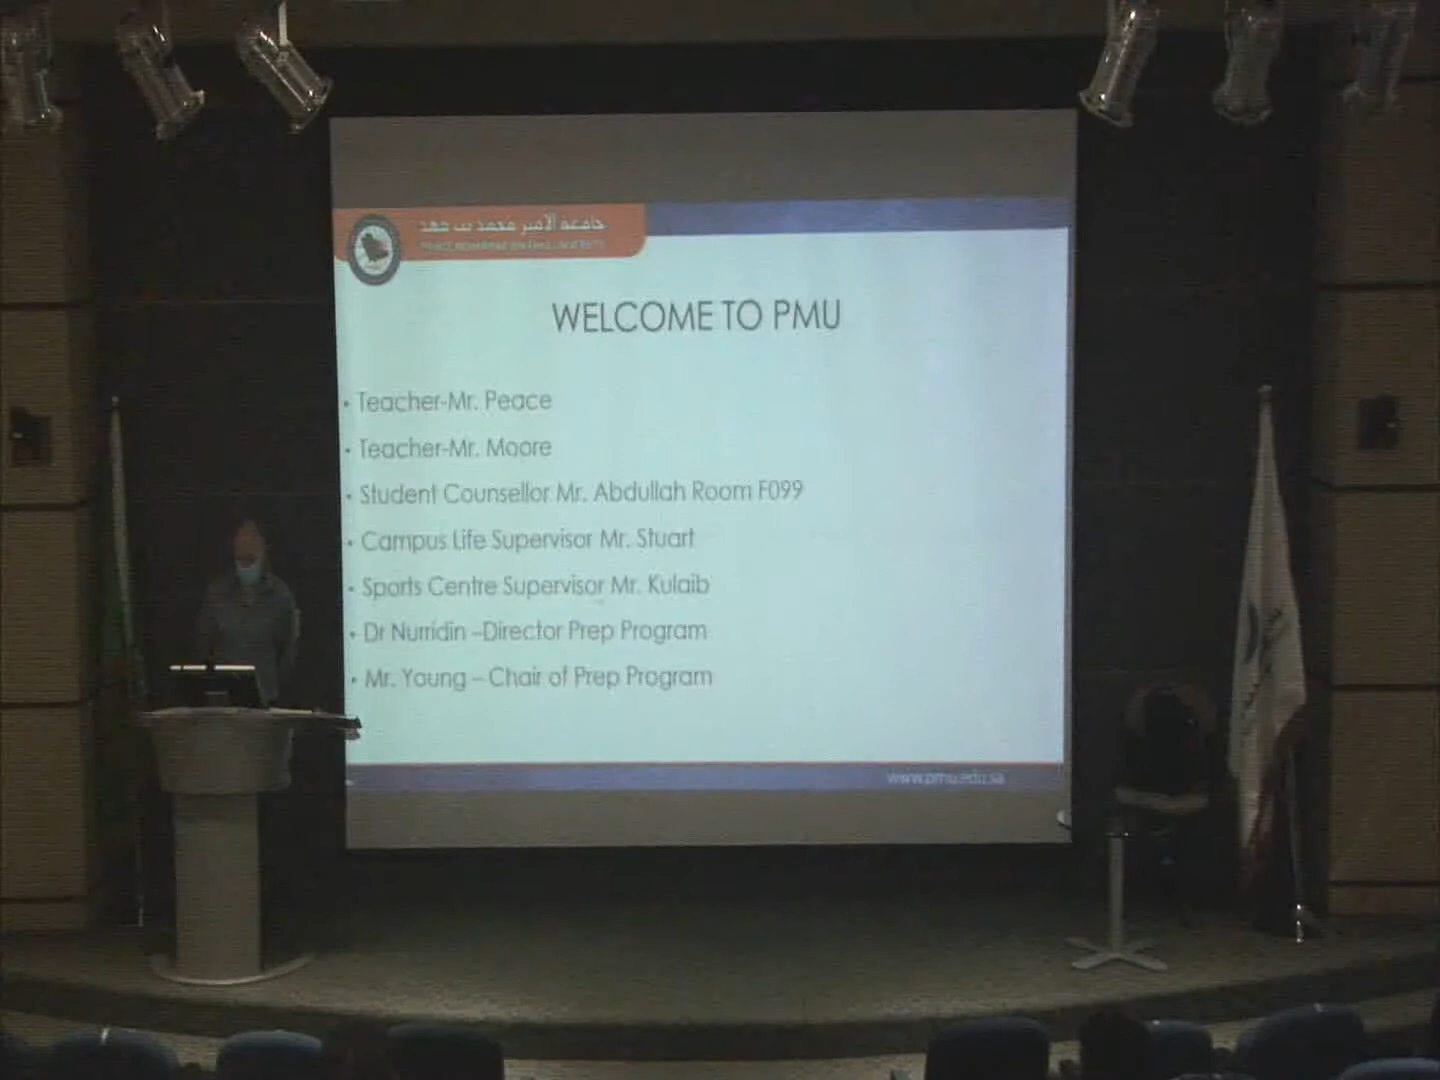 جامعة الأمير محمد بن فهد
PRINCE MOHAMMAD BIN FAHD UNIVERSITY
WELCOME TO PMU
• Teacher-Mr. Peace
• Teacher-Mr. Moore
• Student Counsellor Mr. Abdullah Room F099
• Campus Life Supervisor Mr. Stuart
• Sports Centre Supervisor Mr. Kulaib
• Dr Nurridin –Director Prep Program
• Mr. Young – Chair of Prep Program
www.pmu.edu.sa